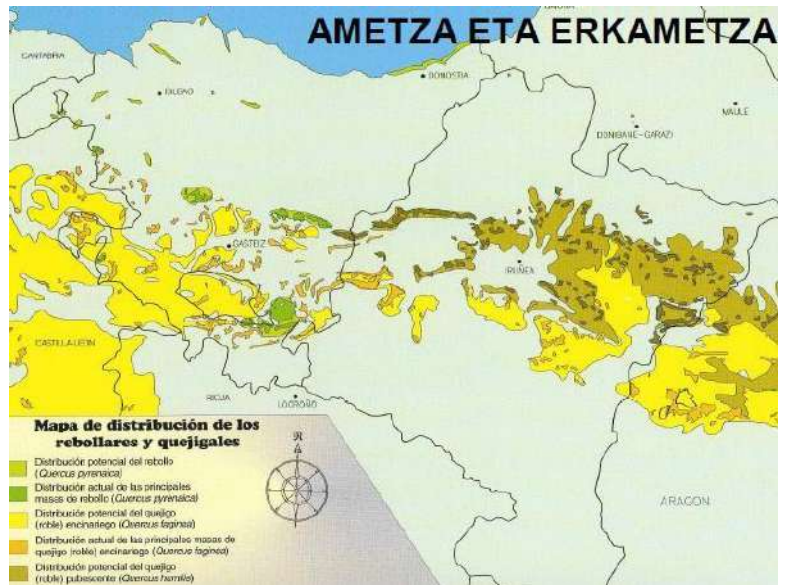 AMETZA ETA ERKAMETZA
CANTABRIA
BILBAO
DONOSTIA
MAULE
DONIBANE-GARAZI
GASTEIZ
IRUÑEA
CASTILLA-LEON
RIOJA
LOGROÑO
ARAGON
Mapa de distribución de los
rebollares y quejigales
N
Distribución potencial del rebollo
(Quercus pyrenaica)
Distribución actual de las principales
masas de rebollo (Quercus pyrenaica)
Distribución potencial del quejigo
(roble) encinariego (Quercus faginea)
Distribución actual de las principales masas de
quejigo (roble) encinariego (Quercus faginea)
Distribución potencial del quejigo
(roble) pubescente (Quercus humilis)